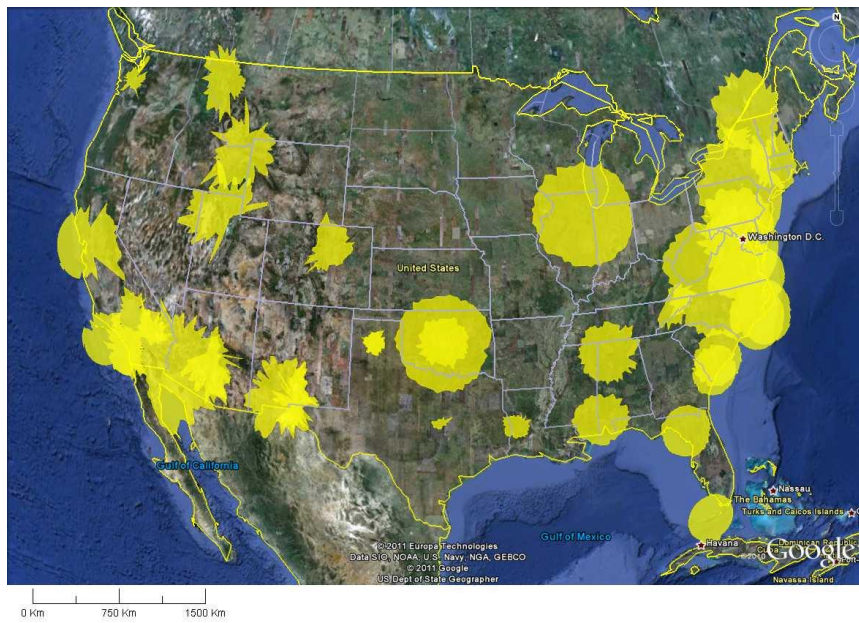 N
Washington D.C.
United States
Gulf of California
Nassau
The Bahamas
Turks and Caicos Islands
Gulf of Mexico
Havana
Cuba
Dominican Republic
© 2011 Europa Technologies
Data SIO, NOAA, U.S. Navy, NGA, GEBCO
© 2011 Google
US Dept of State Geographer
©2010
Google
Navassa Island
0 Km 750 Km 1500 Km